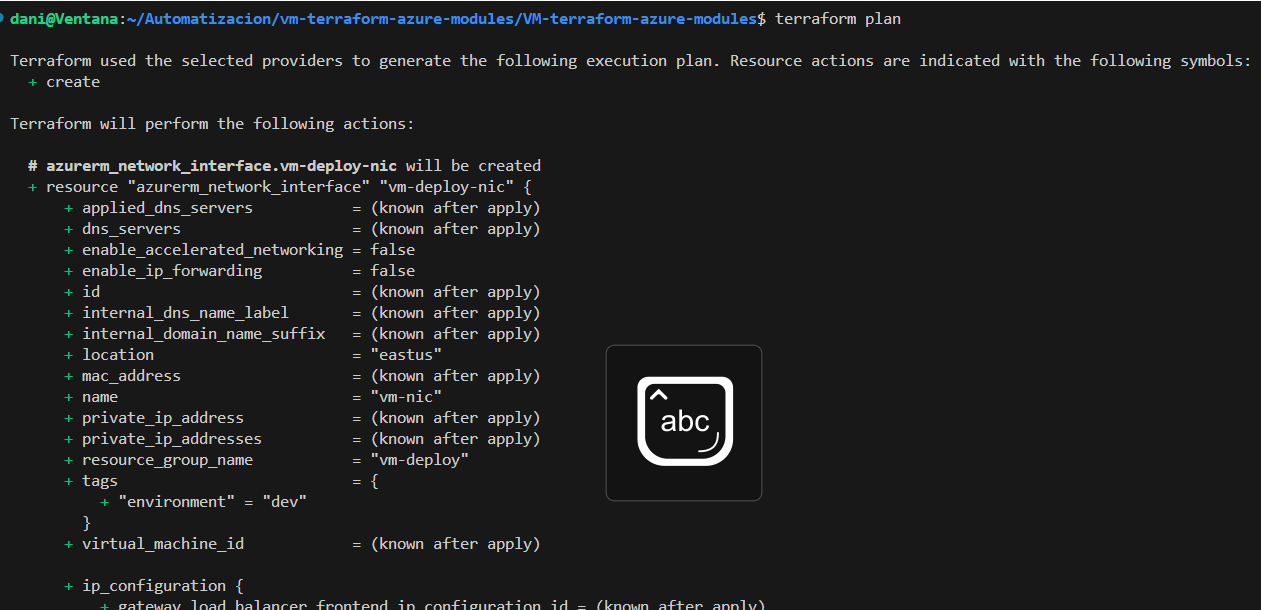 dani@Ventana:~/Automatizacion/vm-terraform-azure-modules/VM-terraform-azure-modules$ terraform plan
Terraform used the selected providers to generate the following execution plan. Resource actions are indicated with the following symbols:
+ create
Terraform will perform the following actions:
# azurerm_network_interface.vm-deploy-nic will be created
+ resource "azurerm_network_interface" "vm-deploy-nic" {
+ applied_dns_servers = (known after apply)
+ dns_servers = (known after apply)
+ enable_accelerated_networking = false
+ enable_ip_forwarding = false
+ id = (known after apply)
+ internal_dns_name_label = (known after apply)
+ internal_domain_name_suffix = (known after apply)
+ location = "eastus"
+ mac_address = (known after apply)
+ name = "vm-nic"
+ private_ip_address = (known after apply)
+ private_ip_addresses = (known after apply)
+ resource_group_name = "vm-deploy"
+ tags = {
+ "environment" = "dev"
}
+ virtual_machine_id = (known after apply)
+ ip_configuration {
+ gateway_load_balancer_frontend_ip_configuration_id = (known after apply)
abc